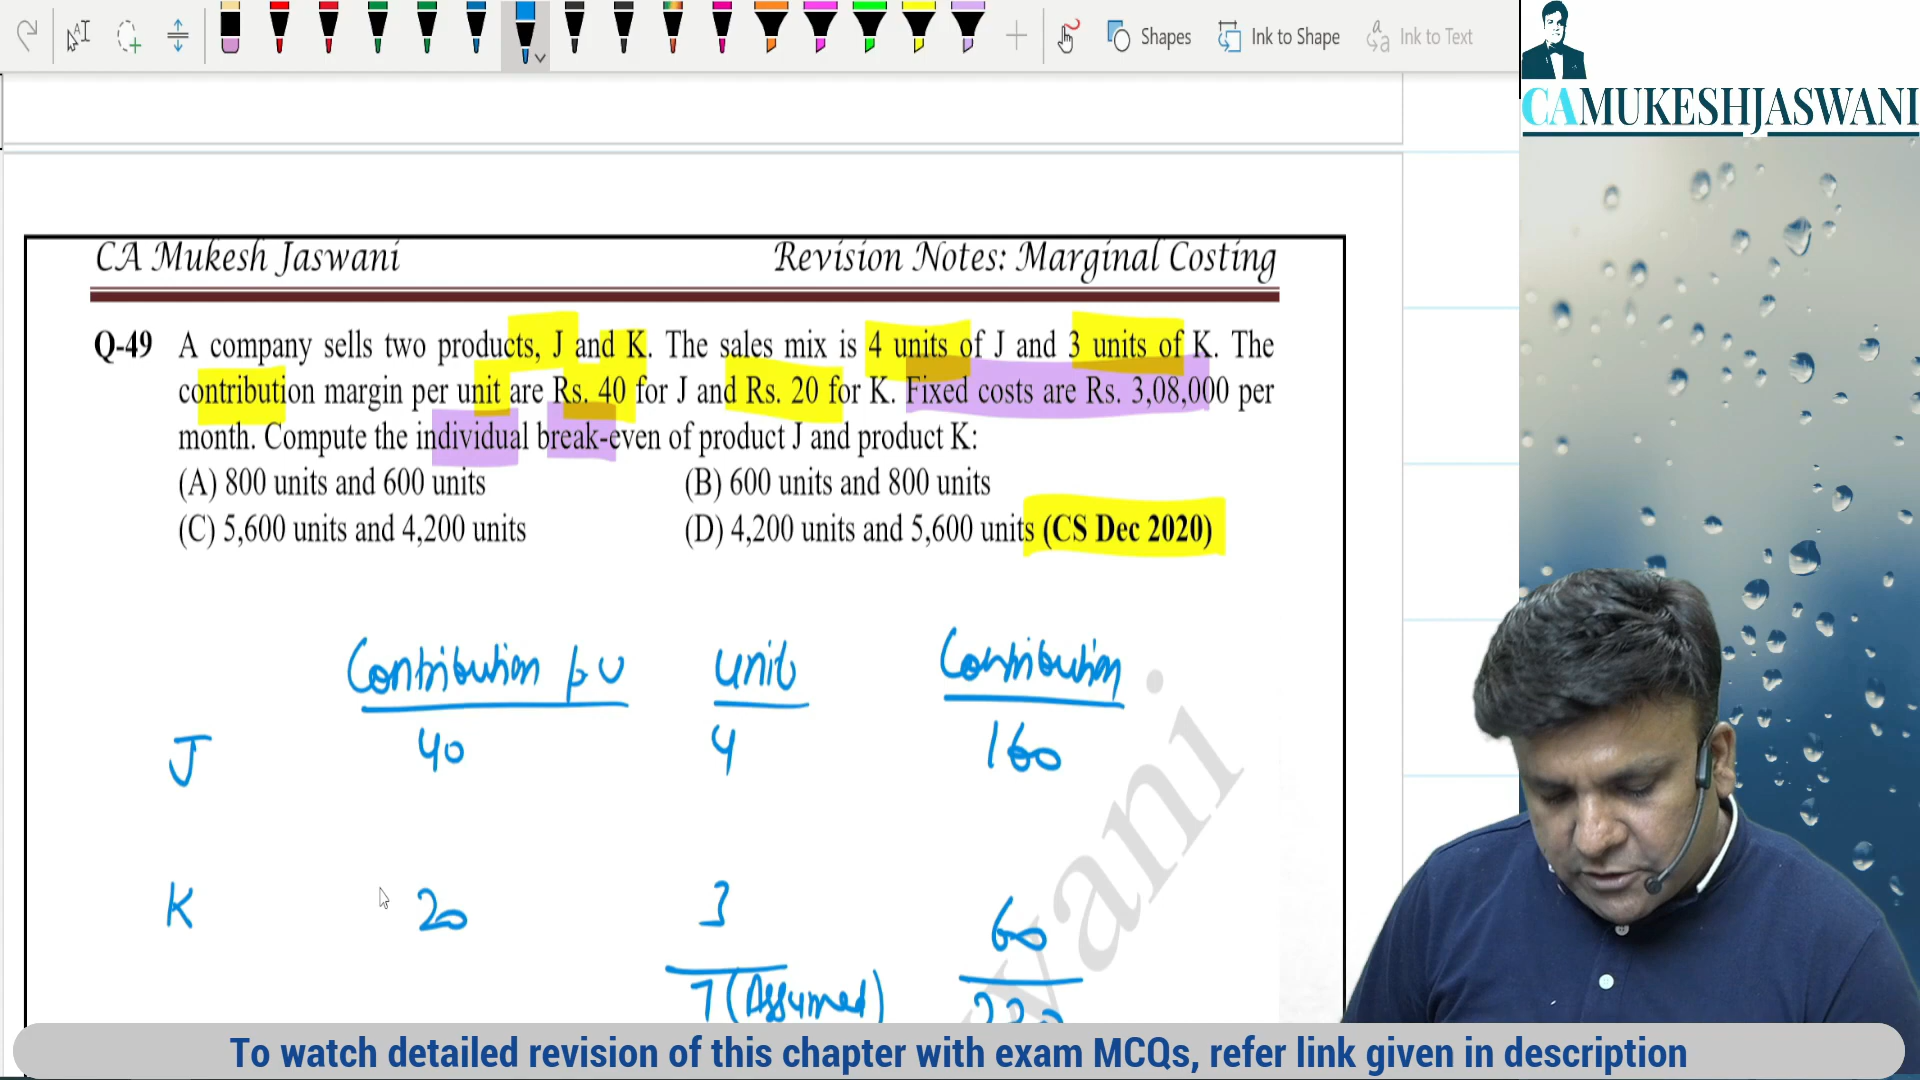 Shapes Ink to Shape Ink to Text
CAMUKESHJASWANI
CA Mukesh Jaswani Revision Notes: Marginal Costing
Q-49 A company sells two products, J and K. The sales mix is 4 units of J and 3 units of K. The
contribution margin per unit are Rs. 40 for J and Rs. 20 for K. Fixed costs are Rs. 3,08,000 per
month. Compute the individual break-even of product J and product K:
(A) 800 units and 600 units (B) 600 units and 800 units
(C) 5,600 units and 4,200 units (D) 4,200 units and 5,600 units (CS Dec 2020)
Contribution pu unit Contribution
J 40 4 160
K 20 3 60
7 (Assumed) 220
wani
To watch detailed revision of this chapter with exam MCQs, refer link given in description